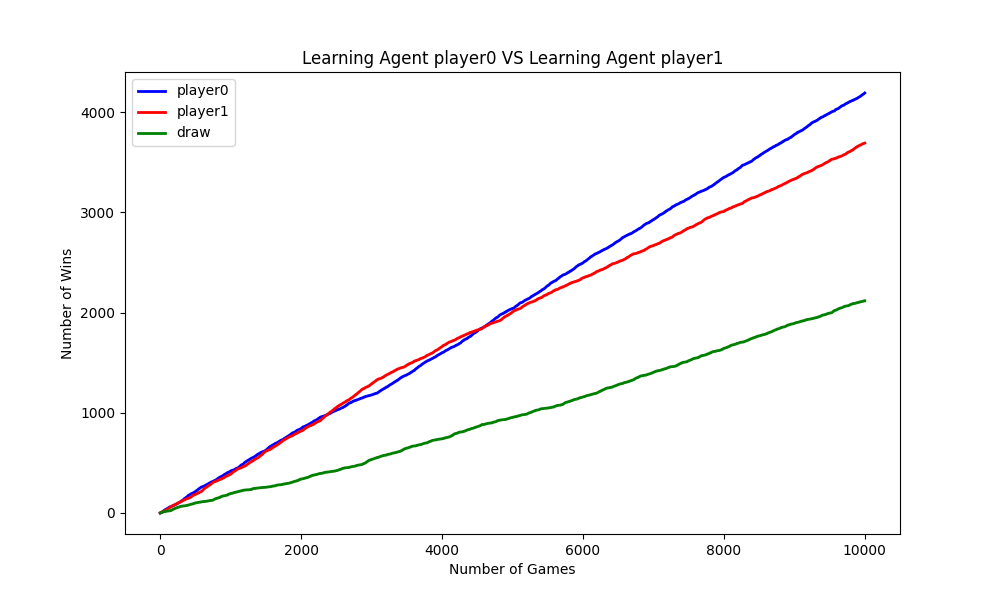 Learning Agent player0 VS Learning Agent player1
player0
player1
draw
4000
3000
2000
1000
0
Number of Wins
0 2000 4000 6000 8000 10000
Number of Games